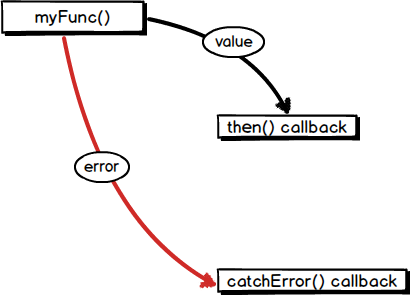 myFunc()
value
then() callback
error
catchError() callback